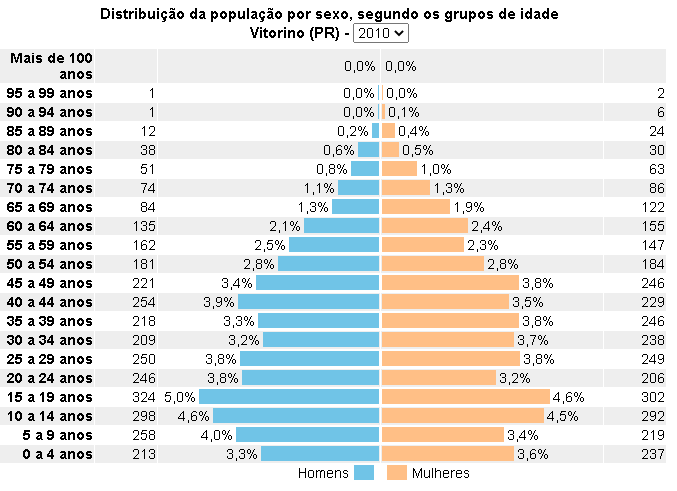 Distribuição da população por sexo, segundo os grupos de idade
Vitorino (PR) - 2010
Mais de 100 anos 0,0% 0,0%
95 a 99 anos 1 0,0% 0,0% 2
90 a 94 anos 1 0,0% 0,1% 6
85 a 89 anos 12 0,2% 0,4% 24
80 a 84 anos 38 0,6% 0,5% 30
75 a 79 anos 51 0,8% 1,0% 63
70 a 74 anos 74 1,1% 1,3% 86
65 a 69 anos 84 1,3% 1,9% 122
60 a 64 anos 135 2,1% 2,4% 155
55 a 59 anos 162 2,5% 2,3% 147
50 a 54 anos 181 2,8% 2,8% 184
45 a 49 anos 221 3,4% 3,8% 246
40 a 44 anos 254 3,9% 3,5% 229
35 a 39 anos 218 3,3% 3,8% 246
30 a 34 anos 209 3,2% 3,7% 238
25 a 29 anos 250 3,8% 3,8% 249
20 a 24 anos 246 3,8% 3,2% 206
15 a 19 anos 324 5,0% 4,6% 302
10 a 14 anos 298 4,6% 4,5% 292
5 a 9 anos 258 4,0% 3,4% 219
0 a 4 anos 213 3,3% 3,6% 237
Homens Mulheres